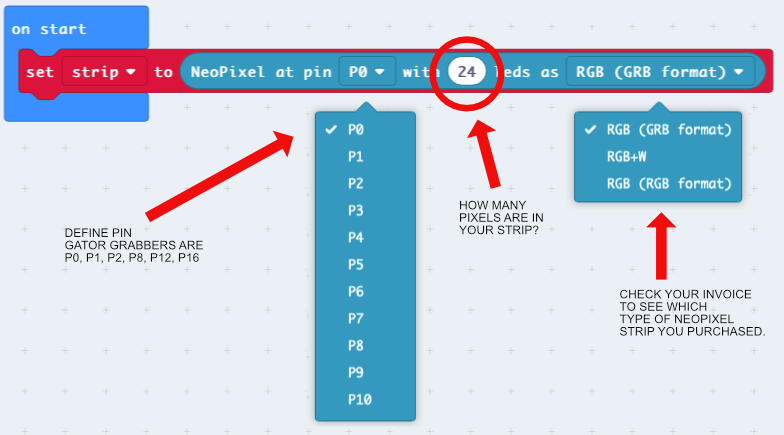 on start
set strip to NeoPixel at pin P0 with 24 leds as RGB (GRB format)
P0
P1
P2
P3
P4
P5
P6
P7
P8
P9
P10
RGB (GRB format)
RGB+W
RGB (RGB format)
DEFINE PIN
GATOR GRABBERS ARE
P0, P1, P2, P8, P12, P16
HOW MANY
PIXELS ARE IN
YOUR STRIP?
CHECK YOUR INVOICE
TO SEE WHICH
TYPE OF NEOPIXEL
STRIP YOU PURCHASED.